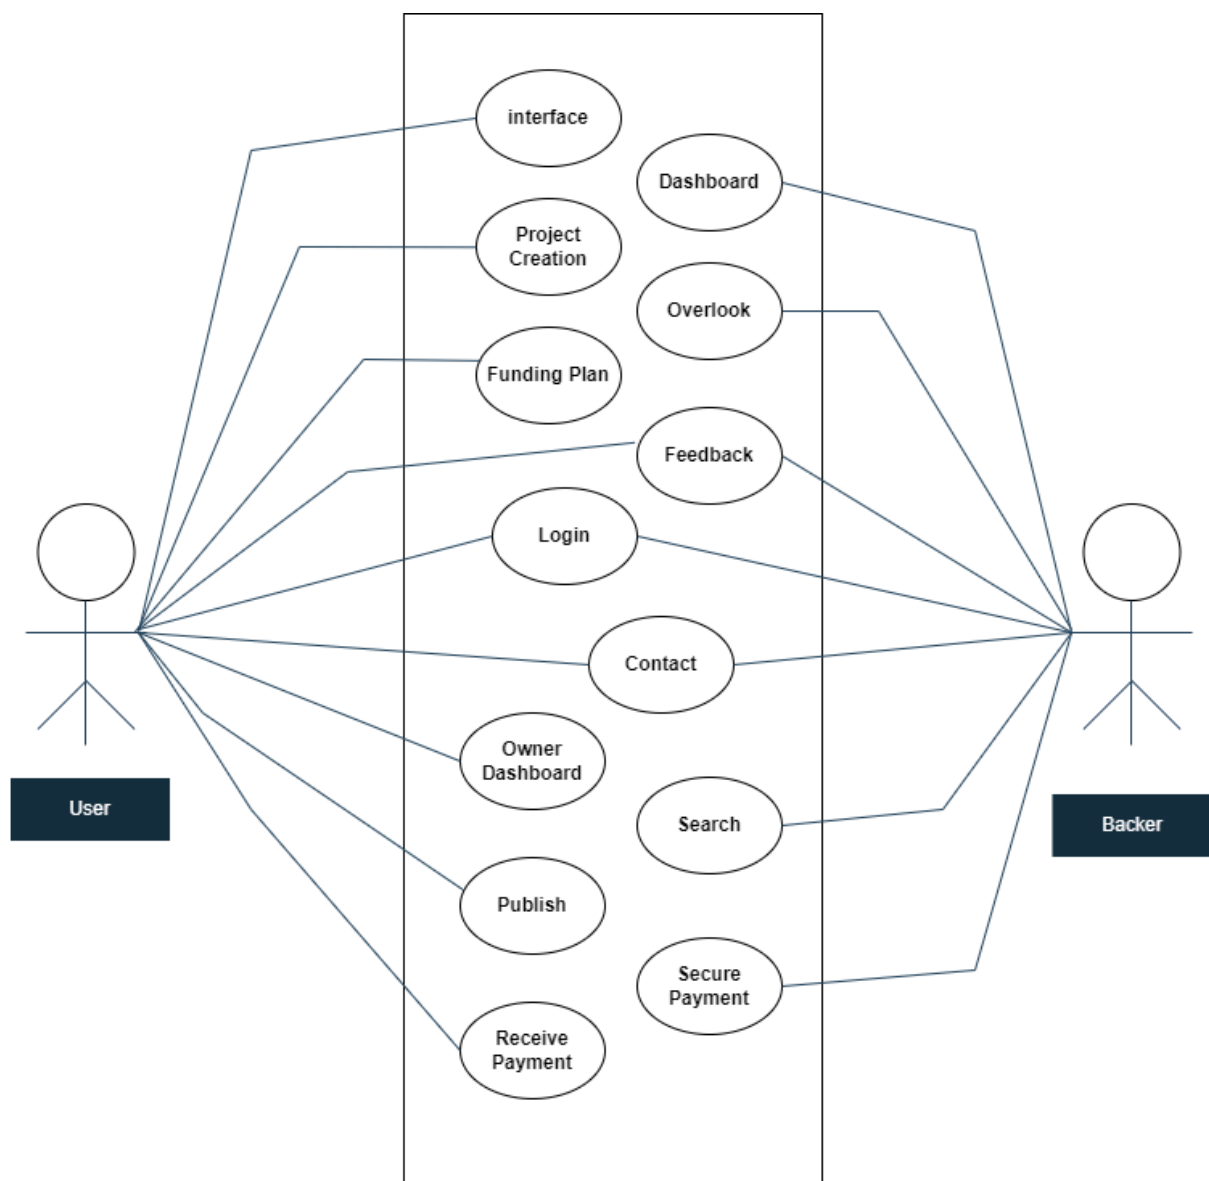 interface
Dashboard
Project
Creation
Overlook
Funding Plan
Feedback
Login
Contact
Owner
Dashboard
User
Search
Backer
Publish
Secure
Payment
Receive
Payment